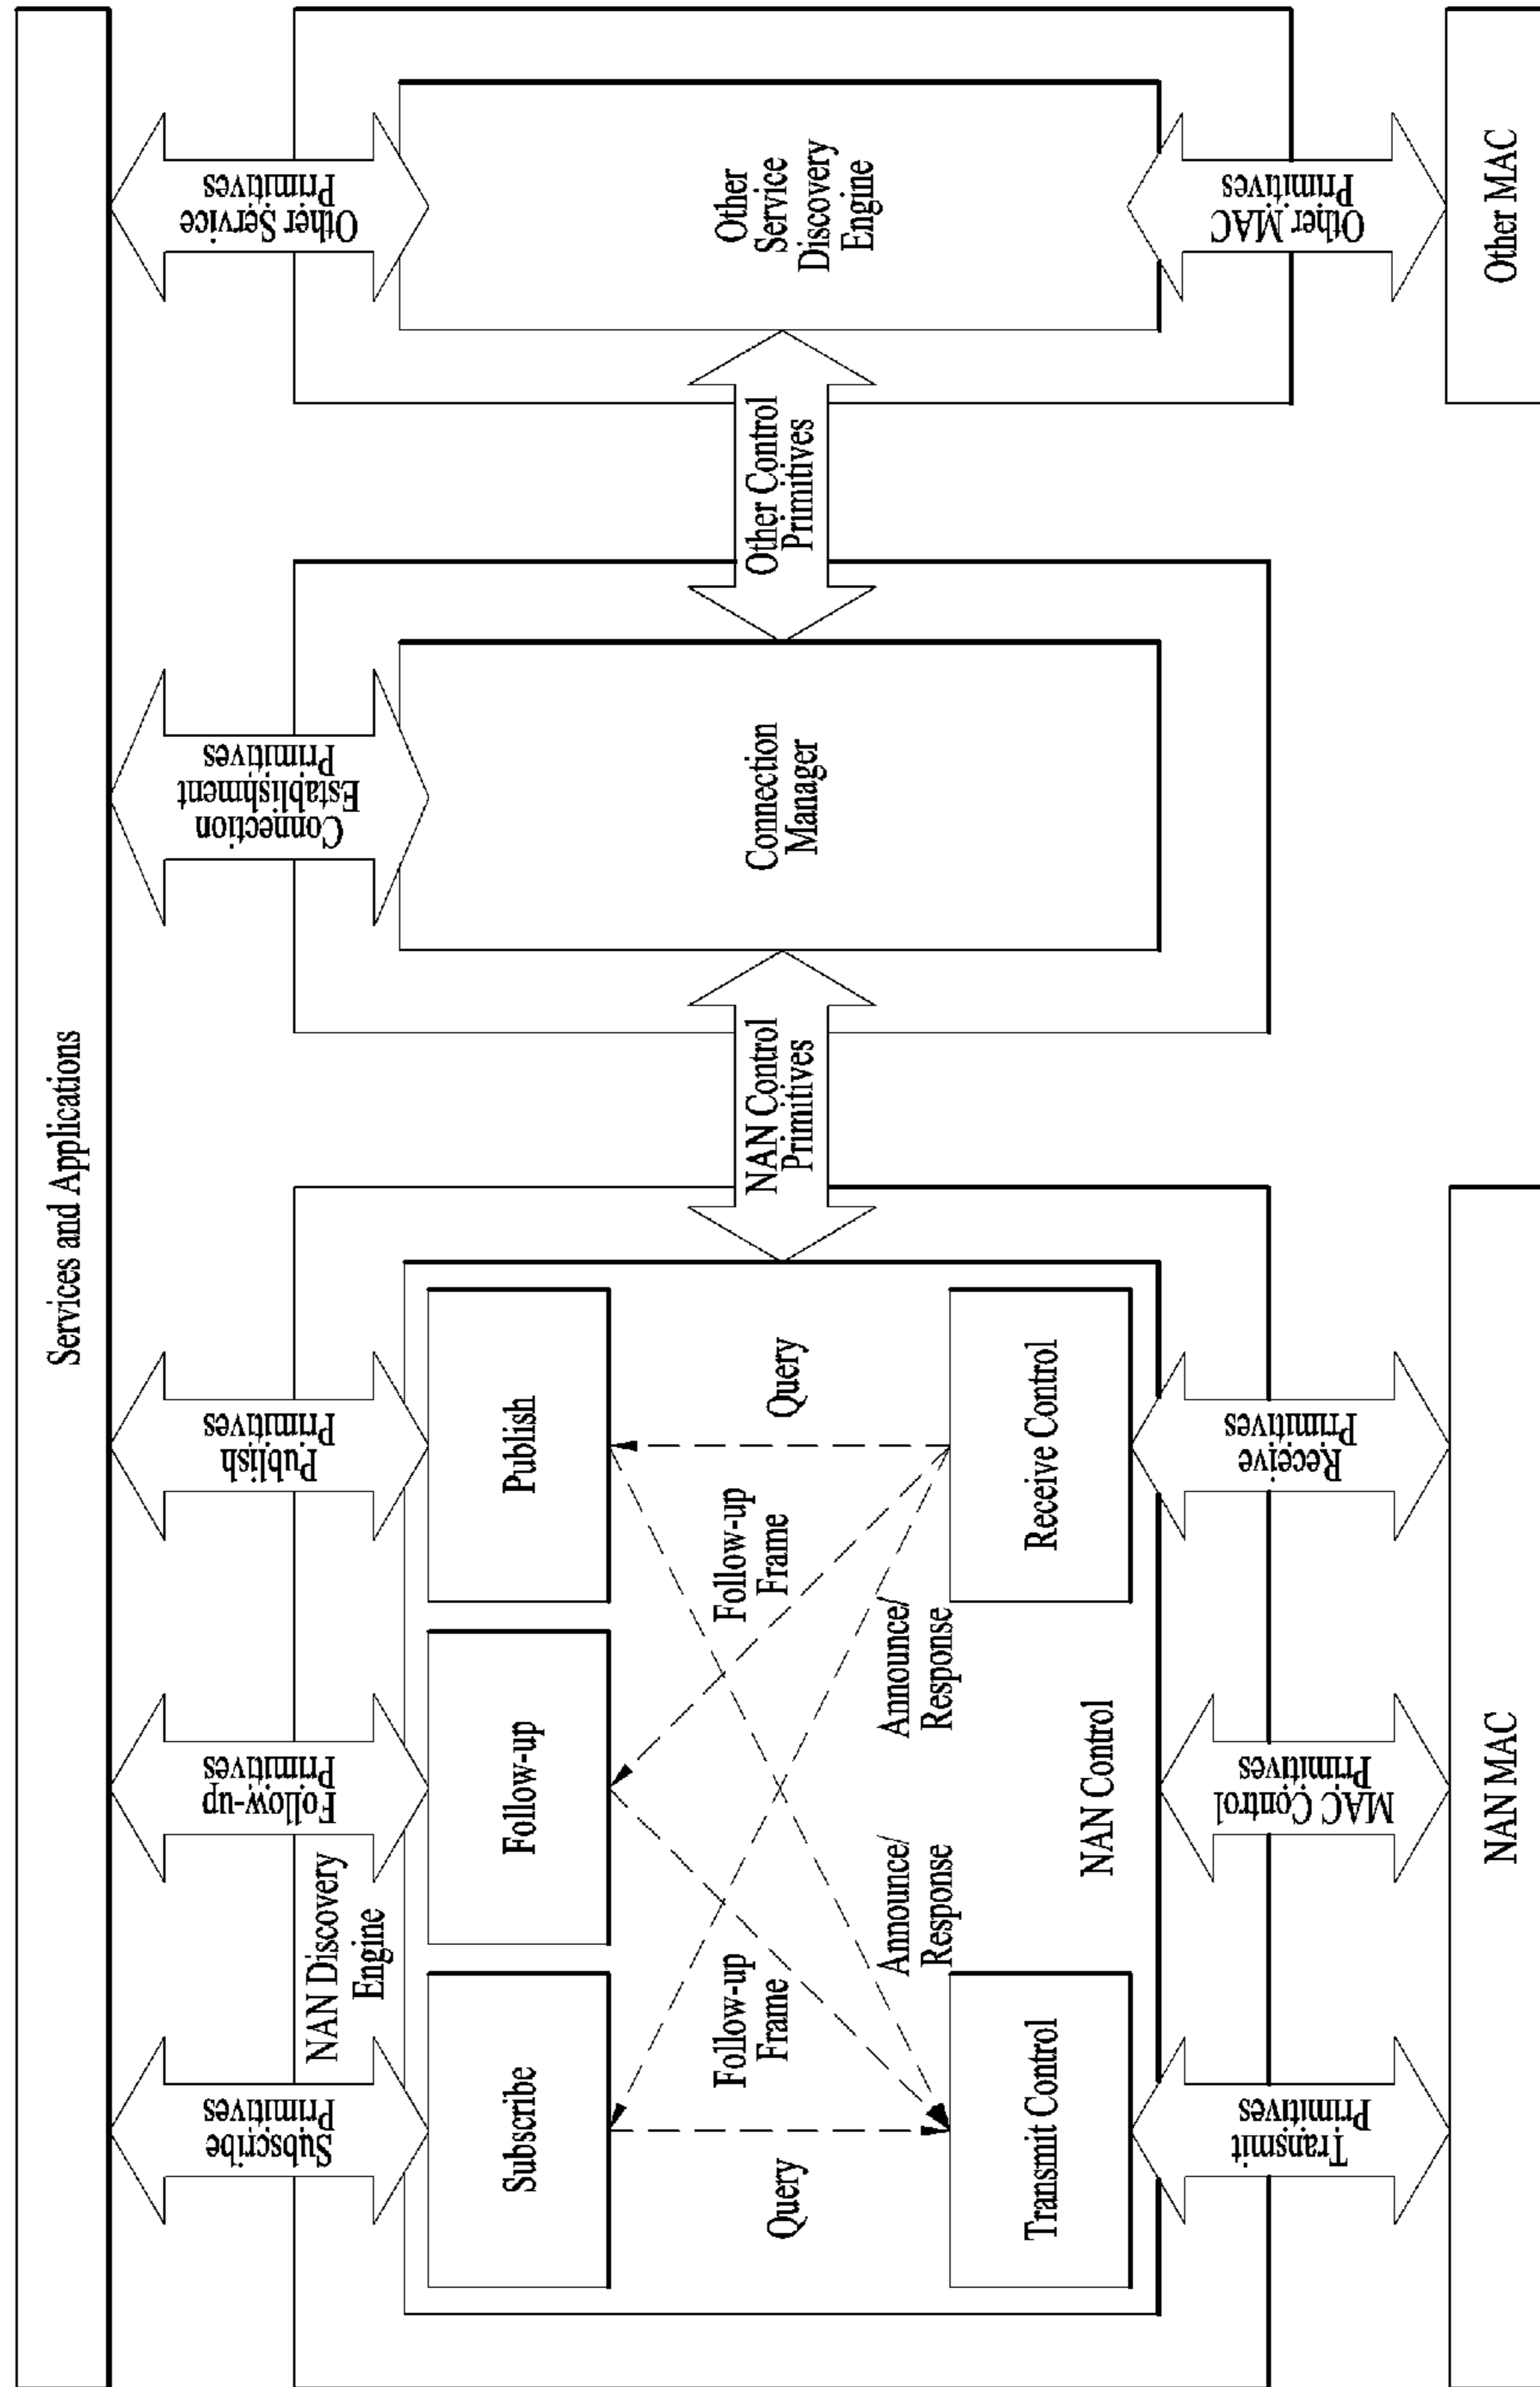 Services and Applications
Subscribe
Primitives
Follow-up
Primitives
Publish
Primitives
Connection
Establishment
Primitives
Other Service
Primitives
NAN Discovery
Engine
Subscribe
Follow-up
Publish
Query
Follow-up
Frame
Announce/
Response
Announce/
Response
Follow-up
Frame
Query
Transmit Control
Receive Control
NAN Control
NAN Control
Primitives
Connection
Manager
Other Control
Primitives
Other
Service
Discovery
Engine
Transmit
Primitives
MAC Control
Primitives
Receive
Primitives
Other MAC
Primitives
NAN MAC
Other MAC